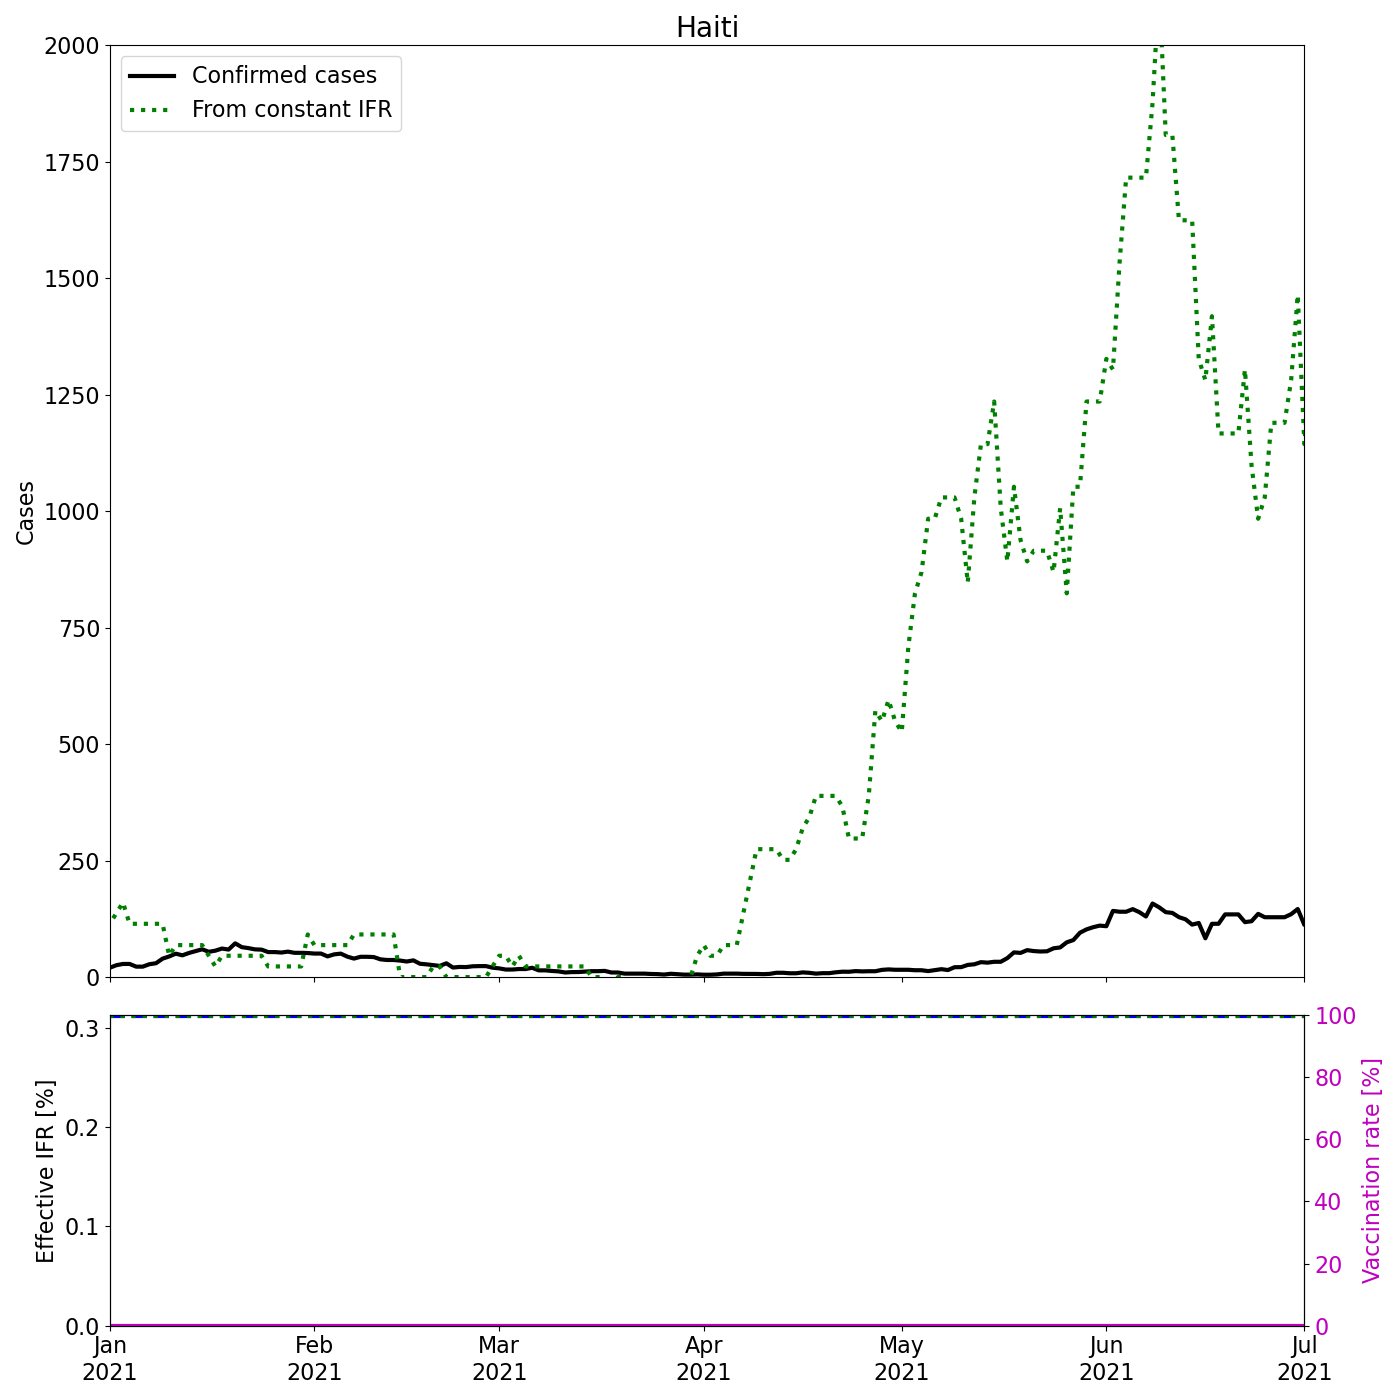 Haiti
2000
1750
1500
1250
1000
750
500
250
0
Cases
Confirmed cases
From constant IFR
0.3
0.2
0.1
0.0
Effective IFR [%]
100
80
60
40
20
0
Vaccination rate [%]
Jan Feb Mar Apr May Jun Jul
2021 2021 2021 2021 2021 2021 2021